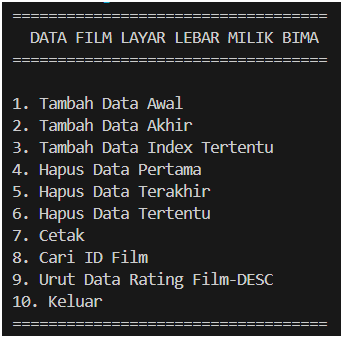 ===================================
DATA FILM LAYAR LEBAR MILIK BIMA
===================================
1. Tambah Data Awal
2. Tambah Data Akhir
3. Tambah Data Index Tertentu
4. Hapus Data Pertama
5. Hapus Data Terakhir
6. Hapus Data Tertentu
7. Cetak
8. Cari ID Film
9. Urut Data Rating Film-DESC
10. Keluar
===================================